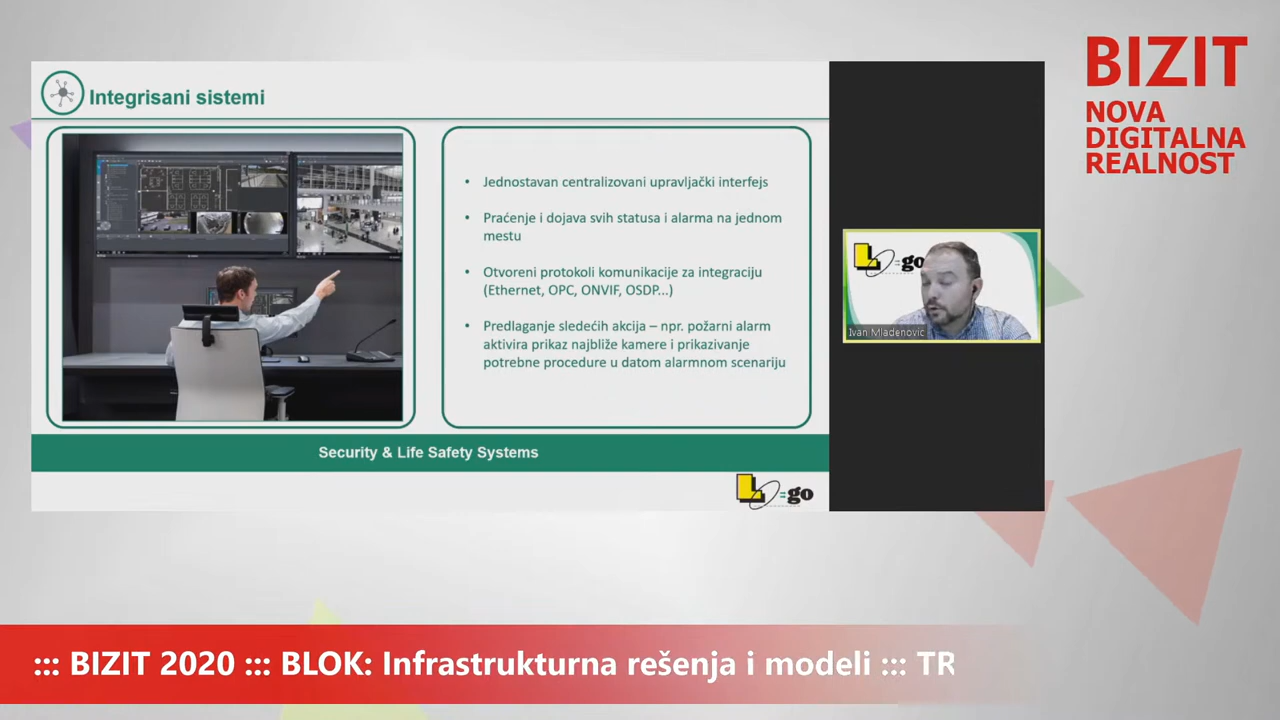 BIZIT
NOVA
DIGITALNA
REALNOST
Integrisani sistemi
• Jednostavan centralizovani upravljački interfejs
• Praćenje i dojava svih statusa i alarma na jednom
mestu
• Otvoreni protokoli komunikacije za integraciju
(Ethernet, OPC, ONVIF, OSDP...)
• Predlaganje sledećih akcija – npr. požarni alarm
aktivira prikaz najbliže kamere i prikazivanje
potrebne procedure u datom alarmnom scenariju
Security & Life Safety Systems
go
go
Ivan Mladenovic
::: BIZIT 2020 ::: BLOK: Infrastrukturna rešenja i modeli ::: TR